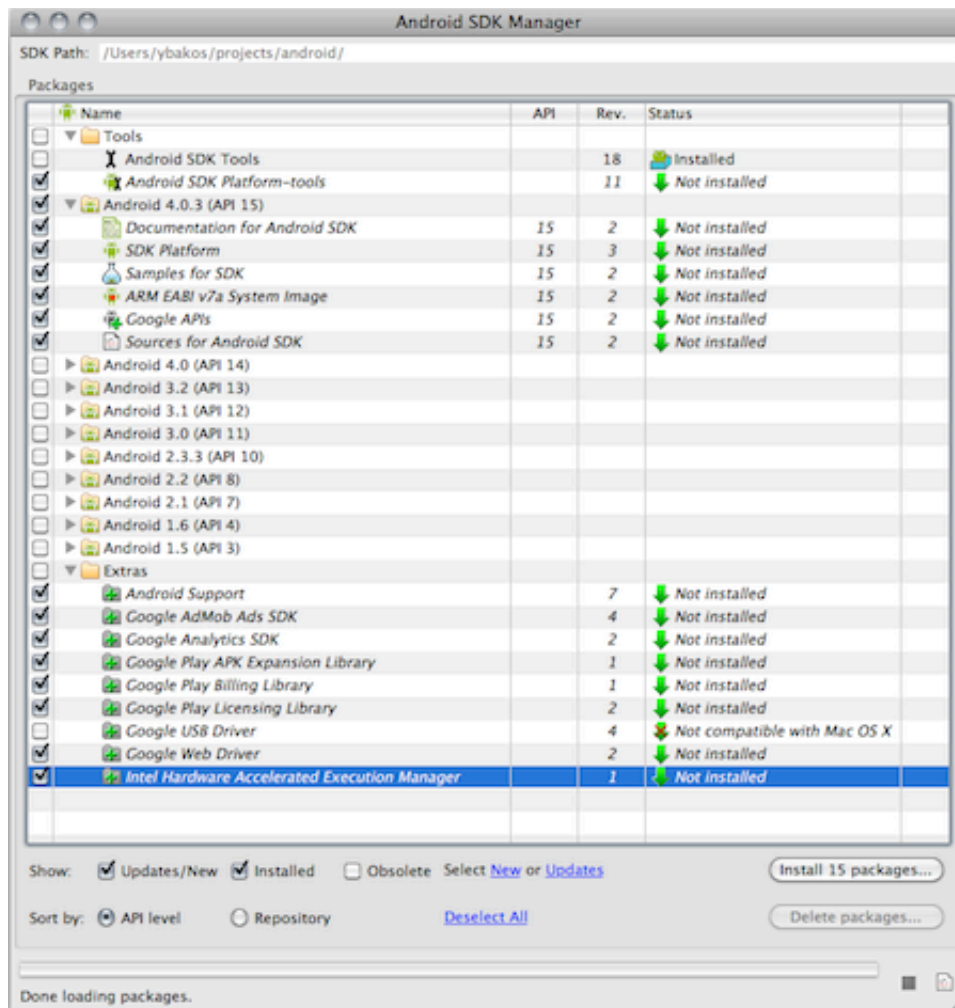 Android SDK Manager
SDK Path: /Users/ybakos/projects/android/
Packages
Name API Rev. Status
Tools
Android SDK Tools 18 Installed
Android SDK Platform-tools 11 Not installed
Android 4.0.3 (API 15)
Documentation for Android SDK 15 2 Not installed
SDK Platform 15 3 Not installed
Samples for SDK 15 2 Not installed
ARM EABI v7a System Image 15 2 Not installed
Google APIs 15 2 Not installed
Sources for Android SDK 15 2 Not installed
Android 4.0 (API 14)
Android 3.2 (API 13)
Android 3.1 (API 12)
Android 3.0 (API 11)
Android 2.3.3 (API 10)
Android 2.2 (API 8)
Android 2.1 (API 7)
Android 1.6 (API 4)
Android 1.5 (API 3)
Extras
Android Support 7 Not installed
Google AdMob Ads SDK 4 Not installed
Google Analytics SDK 2 Not installed
Google Play APK Expansion Library 1 Not installed
Google Play Billing Library 1 Not installed
Google Play Licensing Library 2 Not installed
Google USB Driver 4 Not compatible with Mac OS X
Google Web Driver 2 Not installed
Intel Hardware Accelerated Execution Manager 1 Not installed
Show: Updates/New Installed Obsolete Select New or Updates Install 15 packages...
Sort by: API level Repository Deselect All Delete packages...
Done loading packages.